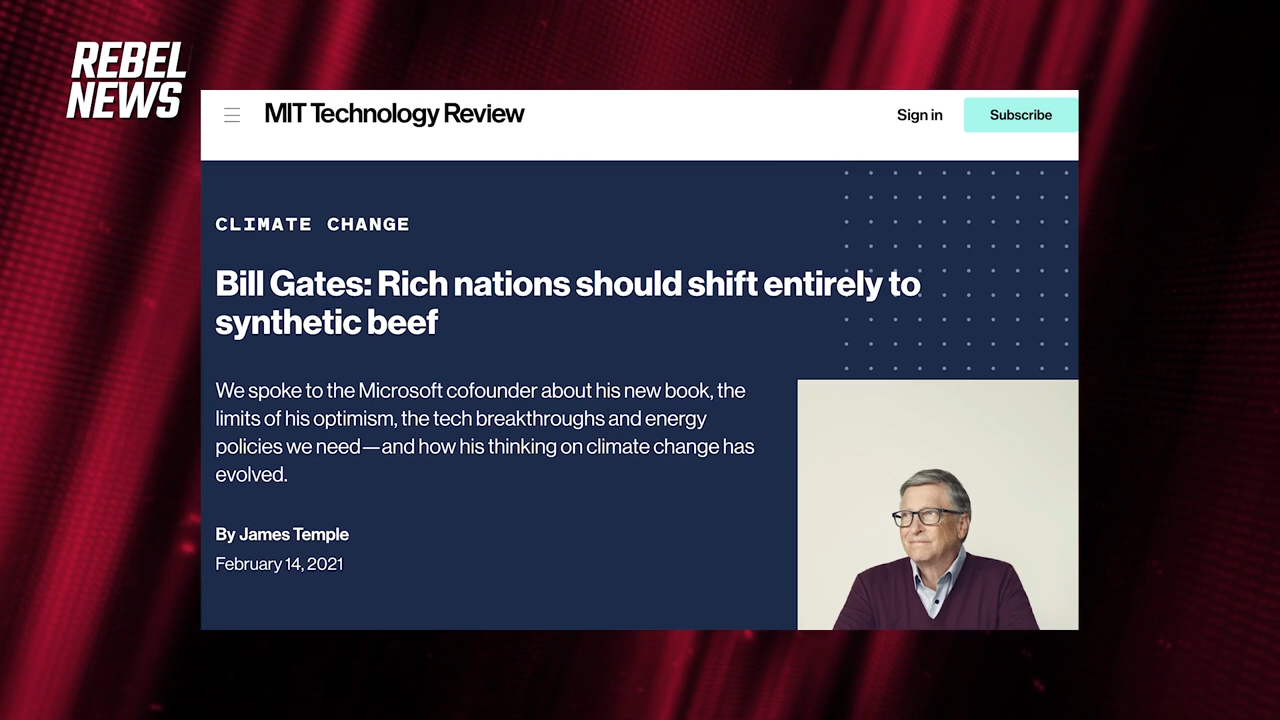 REBEL
NEWS
MIT Technology Review
Sign in
Subscribe
CLIMATE CHANGE
Bill Gates: Rich nations should shift entirely to
synthetic beef
We spoke to the Microsoft cofounder about his new book, the
limits of his optimism, the tech breakthroughs and energy
policies we need—and how his thinking on climate change has
evolved.
By James Temple
February 14, 2021